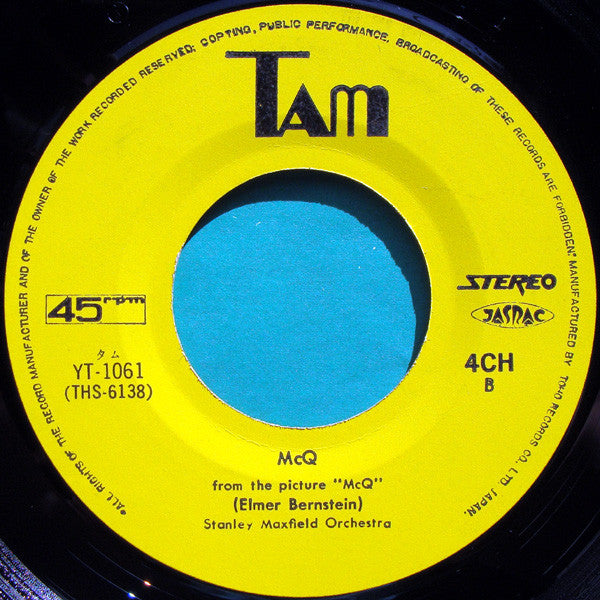 *ALL RIGHTS OF THE RECORD MANUFACTURER AND OF THE OWNER OF THE WORK RECORDED RESERVED; COPYING, PUBLIC PERFORMANCE, BROADCASTING OF THESE RECORDS ARE FORBIDDEN. MANUFACTURED BY TOHO RECORDS CO., LTD. JAPAN.
TAM
45 rpm
STEREO
JASRAC
タム
YT-1061
(THS-6138)
4CH
B
McQ
from the picture "McQ"
(Elmer Bernstein)
Stanley Maxfield Orchestra